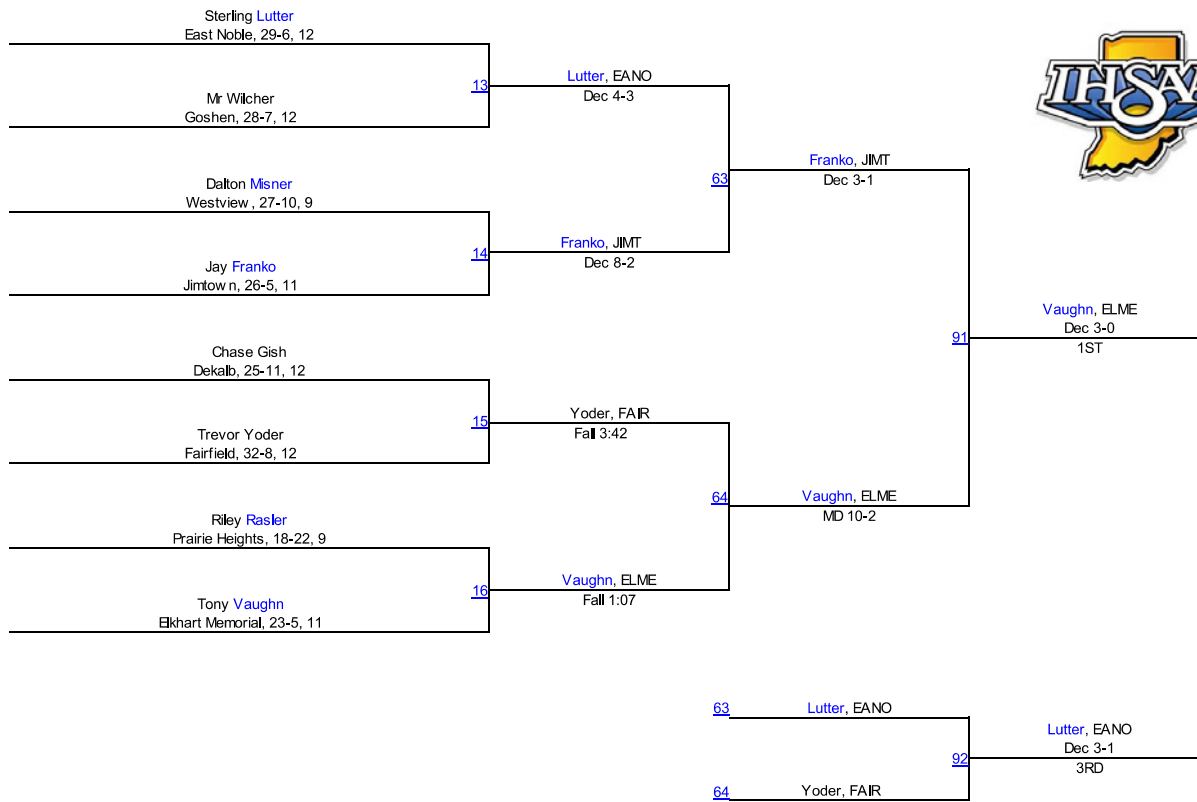 Sterling Lutter
East Noble, 29-6, 12
13
Mr Wilcher
Goshen, 28-7, 12
Lutter, EANO
Dec 4-3
IHSAA
63
Franko, JIMT
Dec 3-1
Dalton Misner
Westview, 27-10, 9
14
Jay Franko
Jimtown, 26-5, 11
Franko, JIMT
Dec 8-2
91
Vaughn, ELME
Dec 3-0
1ST
Chase Gish
Dekalb, 25-11, 12
15
Trevor Yoder
Fairfield, 32-8, 12
Yoder, FAIR
Fall 3:42
64
Vaughn, ELME
MD 10-2
Riley Rasler
Prairie Heights, 18-22, 9
16
Tony Vaughn
Elkhart Memorial, 23-5, 11
Vaughn, ELME
Fall 1:07
63
Lutter, EANO
92
Lutter, EANO
Dec 3-1
3RD
64
Yoder, FAIR